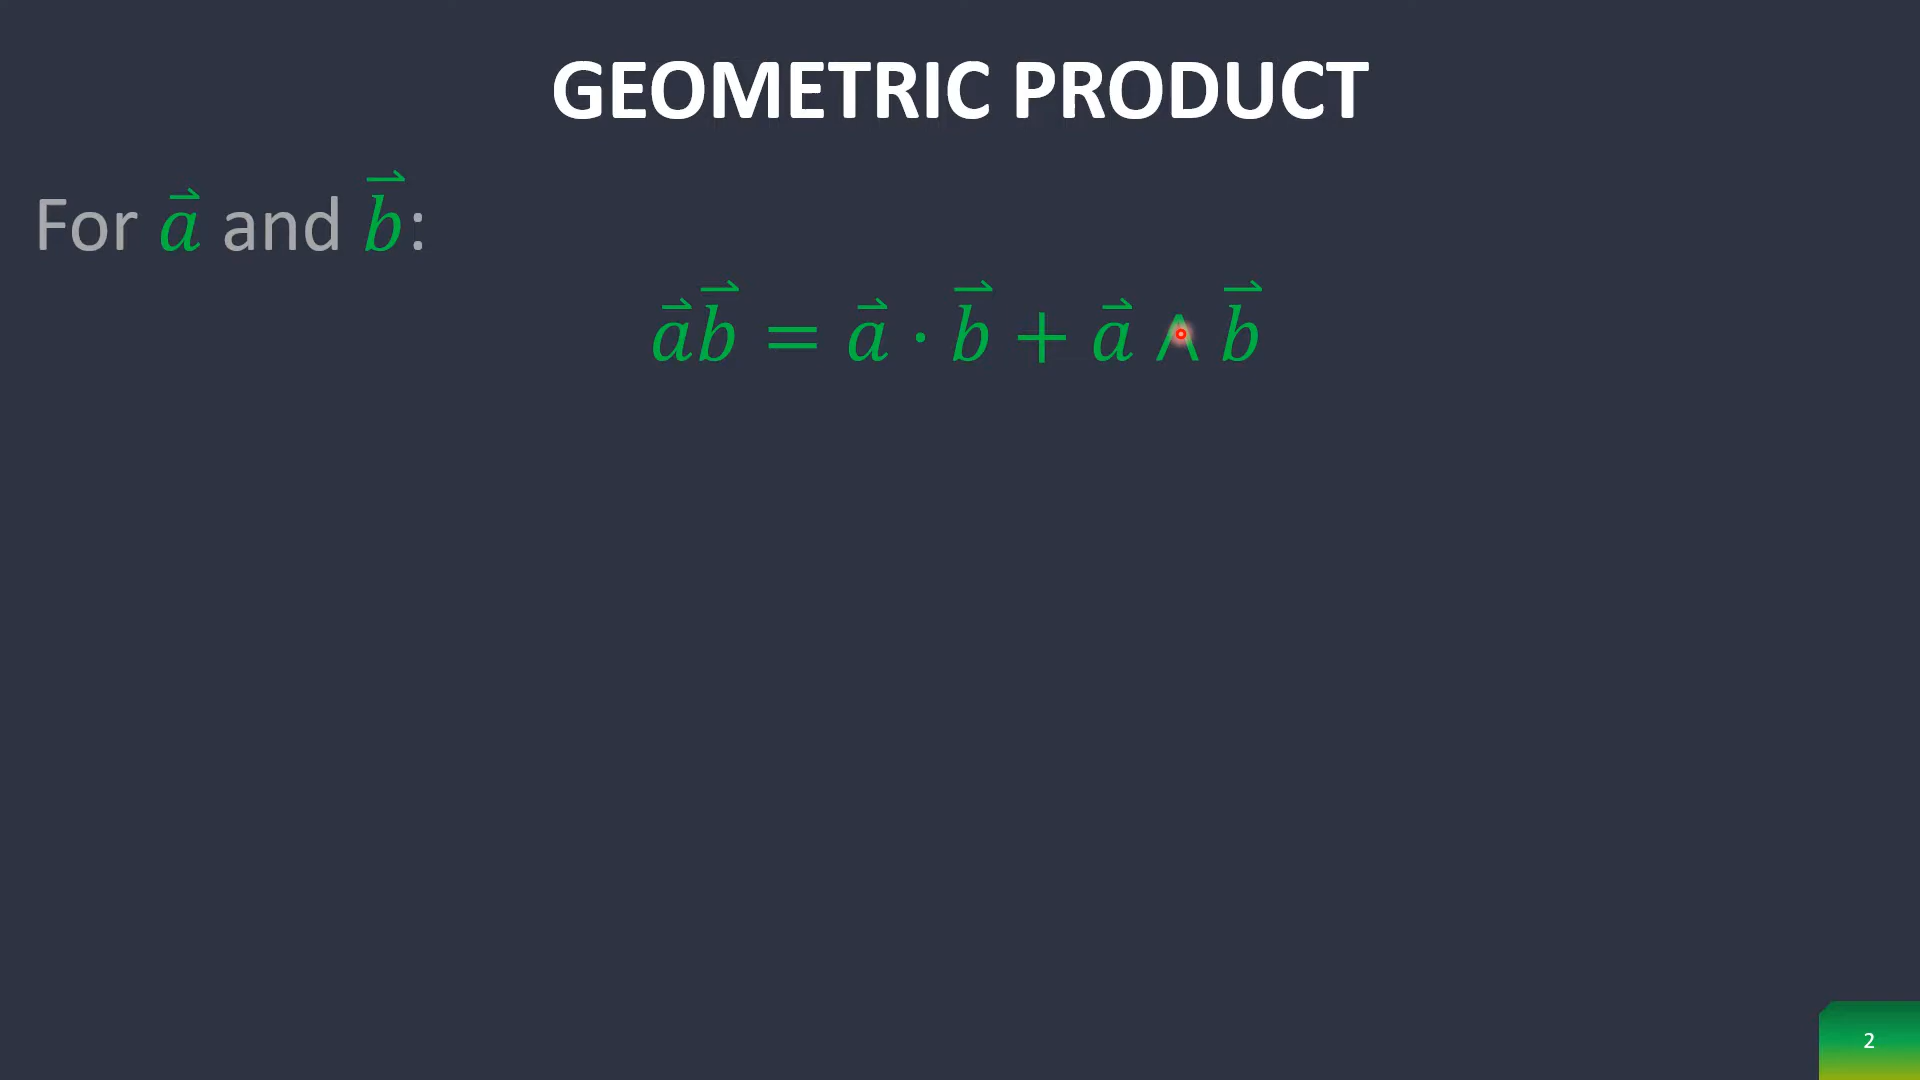 GEOMETRIC PRODUCT
For a⃗ and b⃗:
a⃗b⃗ = a⃗ · b⃗ + a⃗ ∧ b⃗
2